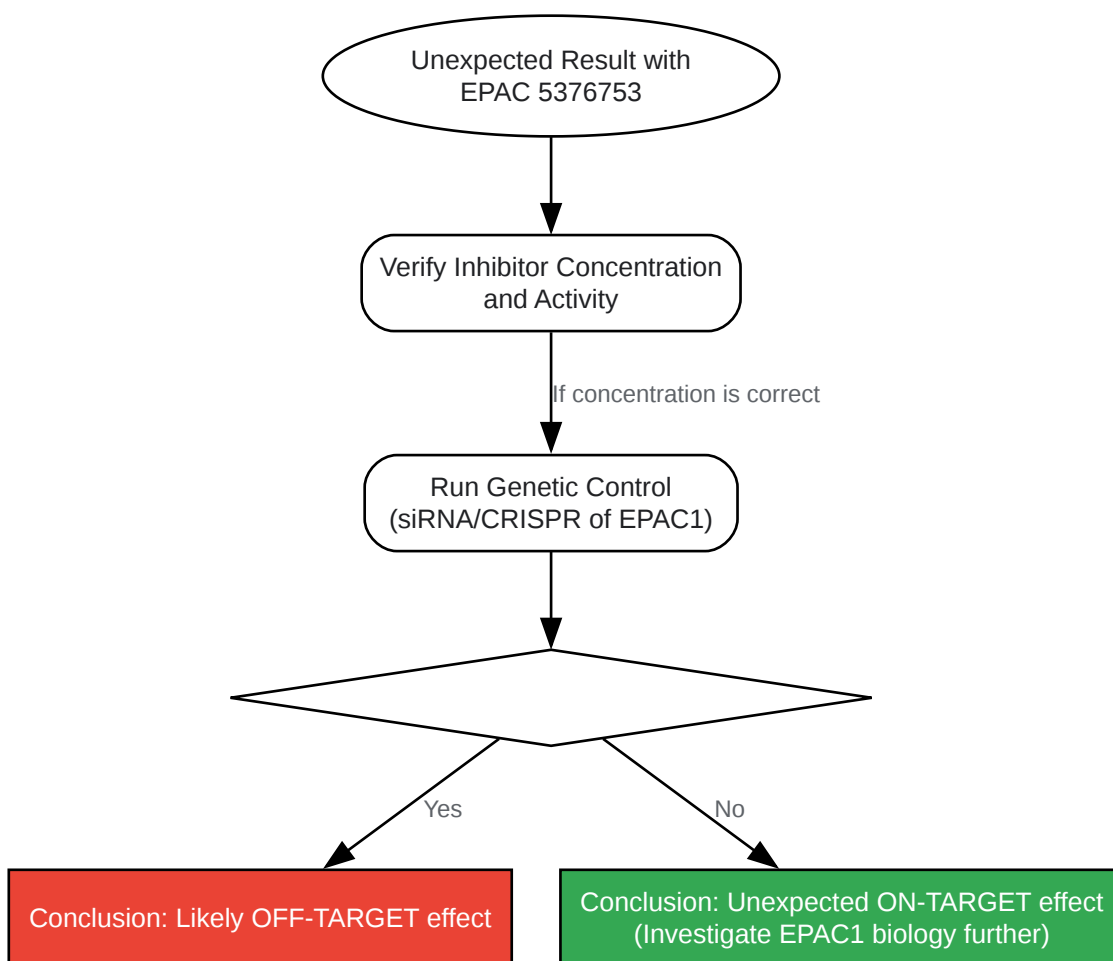 Unexpected Result with
EPAC 5376753
Verify Inhibitor Concentration
and Activity
If concentration is correct
Run Genetic Control
(siRNA/CRISPR of EPAC1)
Yes
No
Conclusion: Likely OFF-TARGET effect
Conclusion: Unexpected ON-TARGET effect
(Investigate EPAC1 biology further)